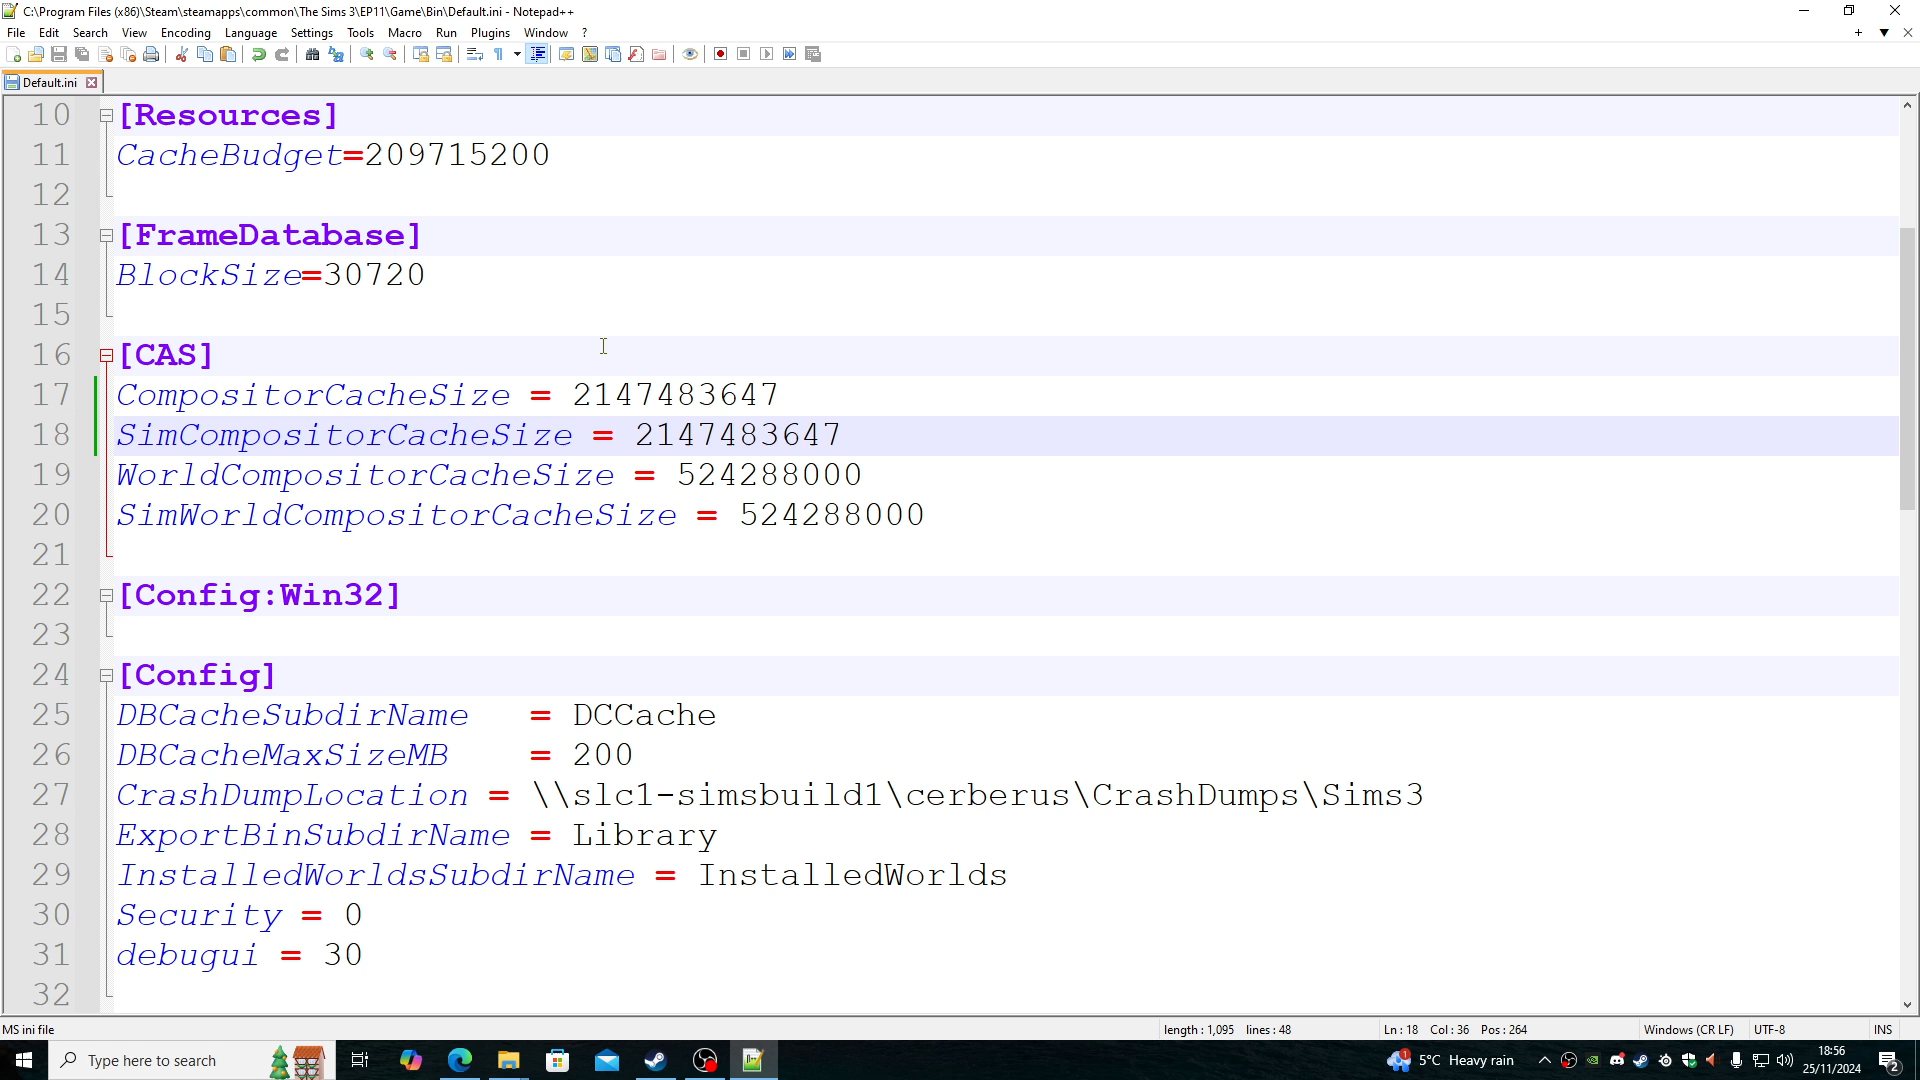 C:\Program Files (x86)\Steam\steamapps\common\The Sims 3\EP11\Game\Bin\Default.ini - Notepad++
File Edit Search View Encoding Language Settings Tools Macro Run Plugins Window ?
Default.ini
10 [Resources]
11 CacheBudget=209715200
12
13 [FrameDatabase]
14 BlockSize=30720
15
16 [CAS]
17 CompositorCacheSize = 2147483647
18 SimCompositorCacheSize = 2147483647
19 WorldCompositorCacheSize = 524288000
20 SimWorldCompositorCacheSize = 524288000
21
22 [Config:Win32]
23
24 [Config]
25 DBCacheSubdirName = DCCache
26 DBCacheMaxSizeMB = 200
27 CrashDumpLocation = \\slc1-simsbuild1\cerberus\CrashDumps\Sims3
28 ExportBinSubdirName = Library
29 InstalledWorldsSubdirName = InstalledWorlds
30 Security = 0
31 debugui = 30
32
MS ini file length : 1,095 lines : 48 Ln : 18 Col : 36 Pos : 264 Windows (CR LF) UTF-8 INS
Type here to search 1 5°C Heavy rain 18:56
25/11/2024 2